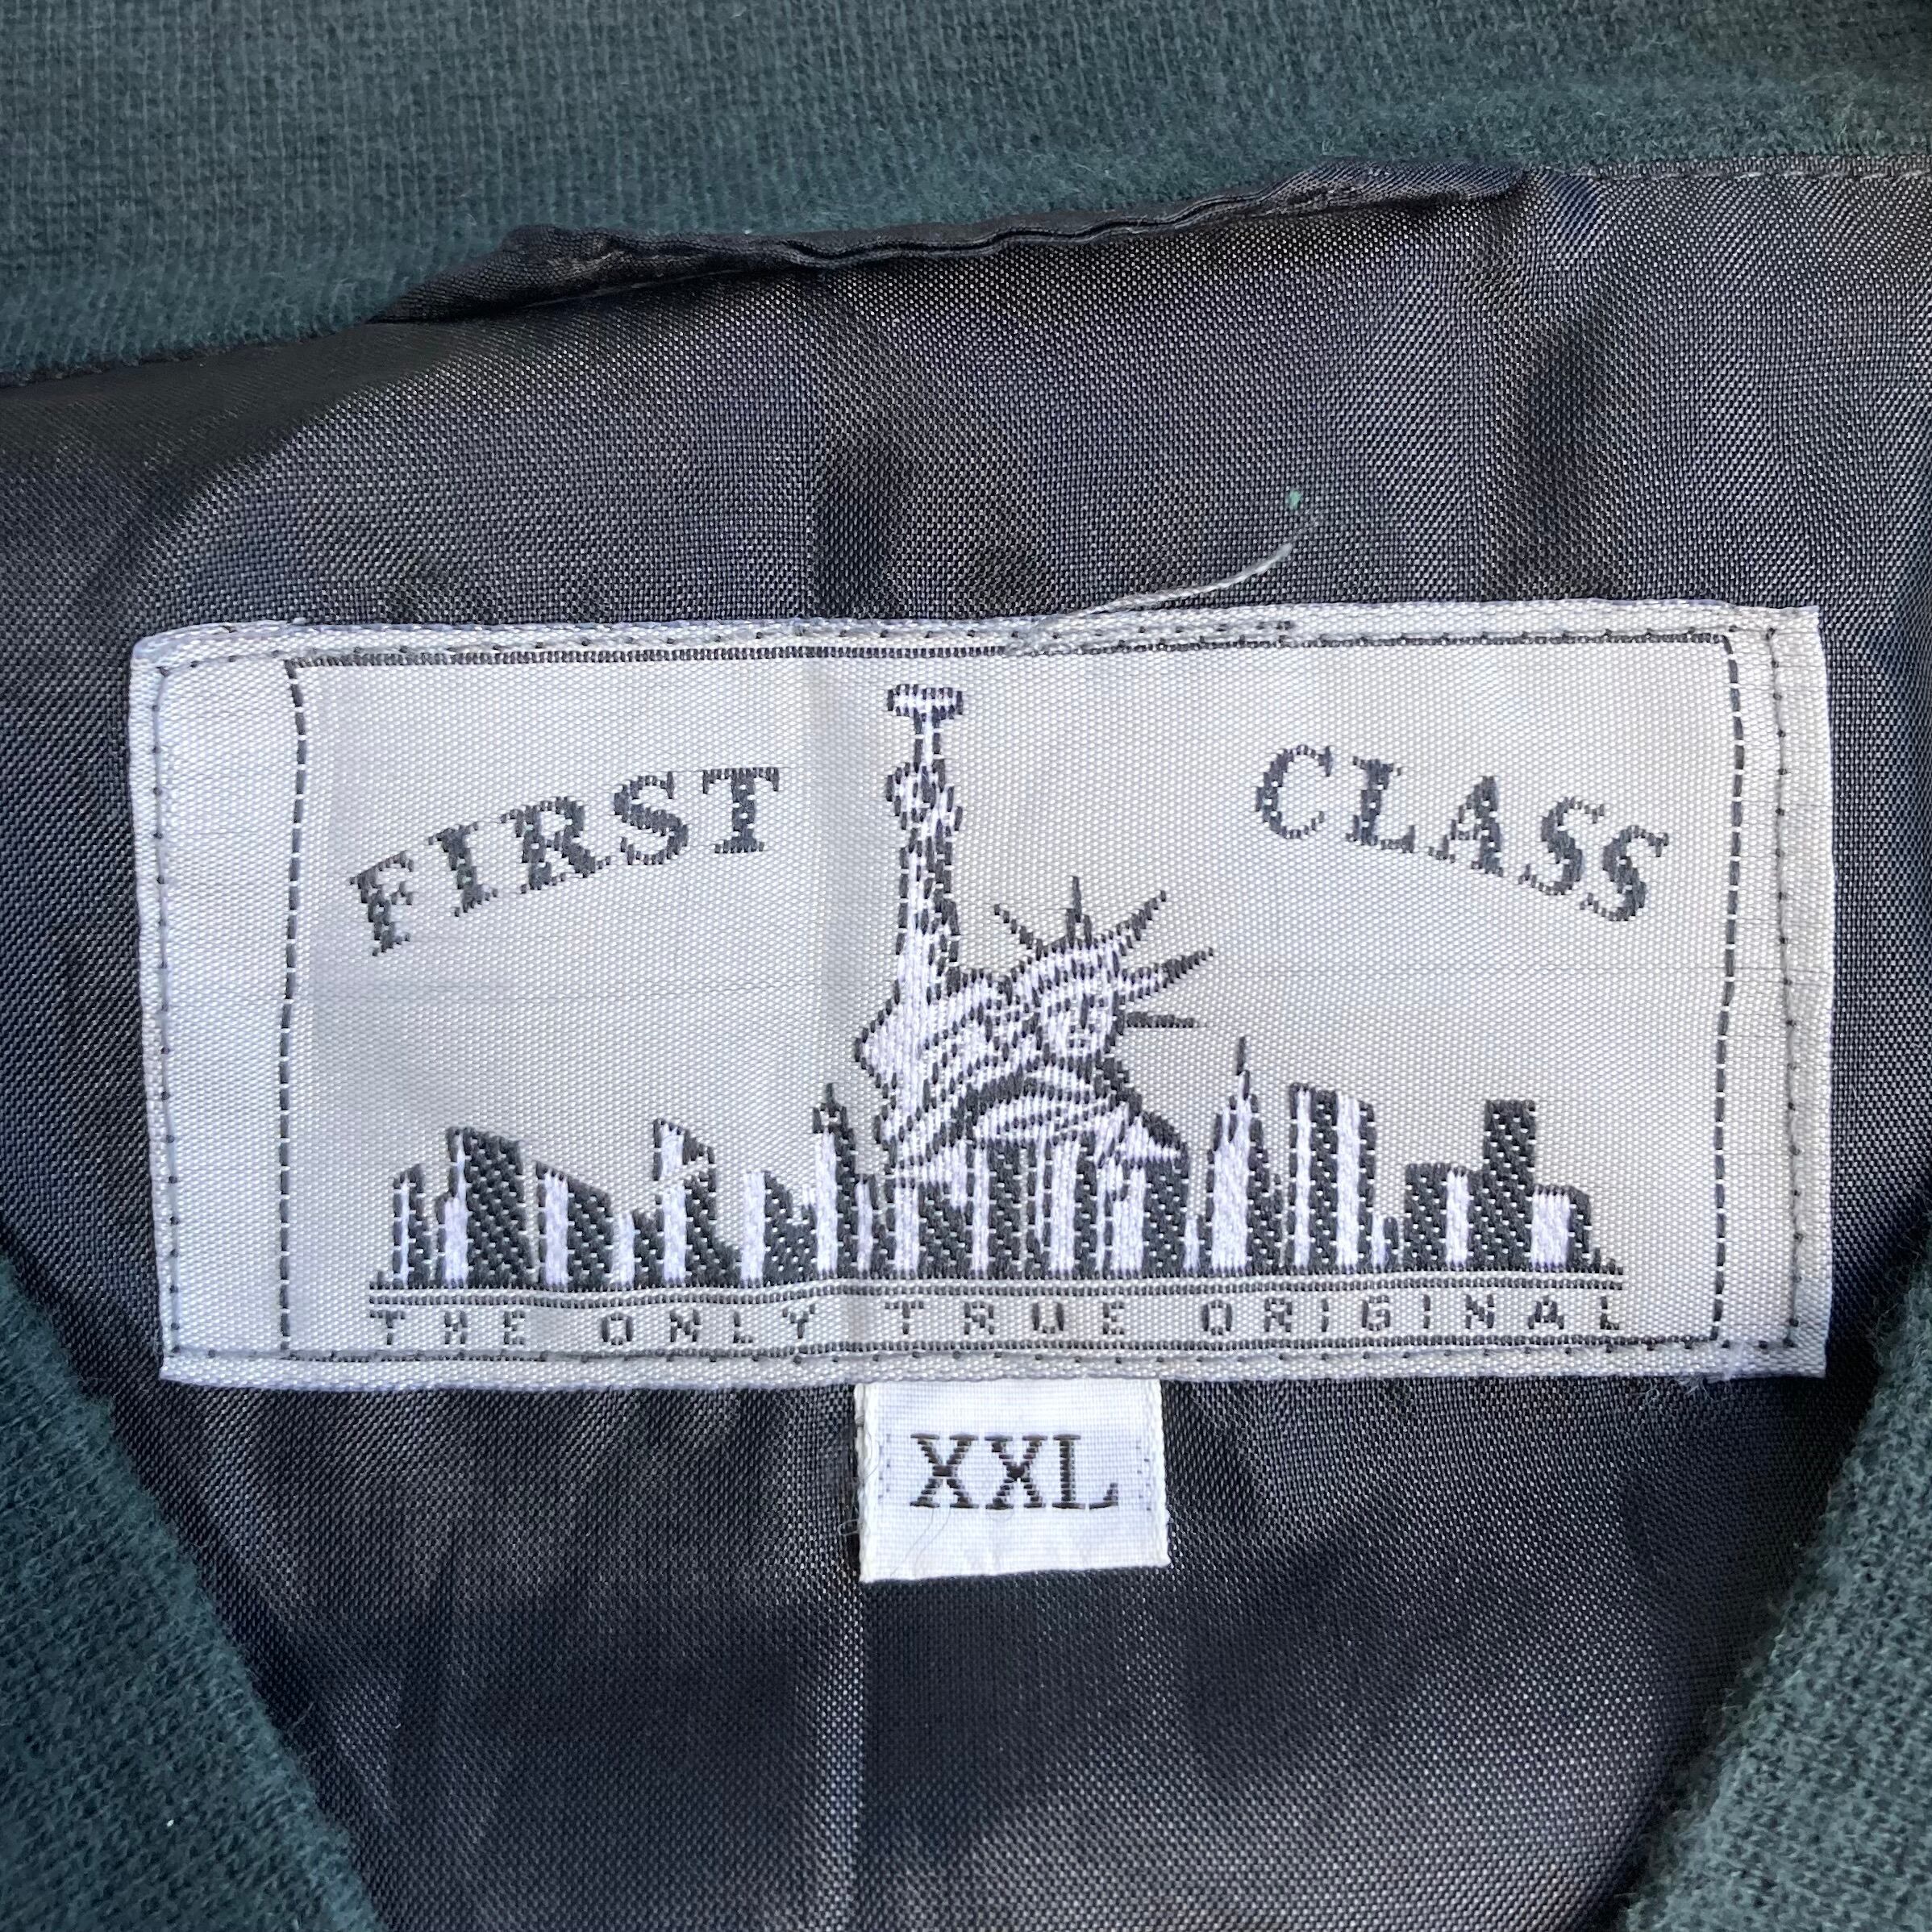 FIRST CLASS
THE ONLY TRUE ORIGINAL
XXL